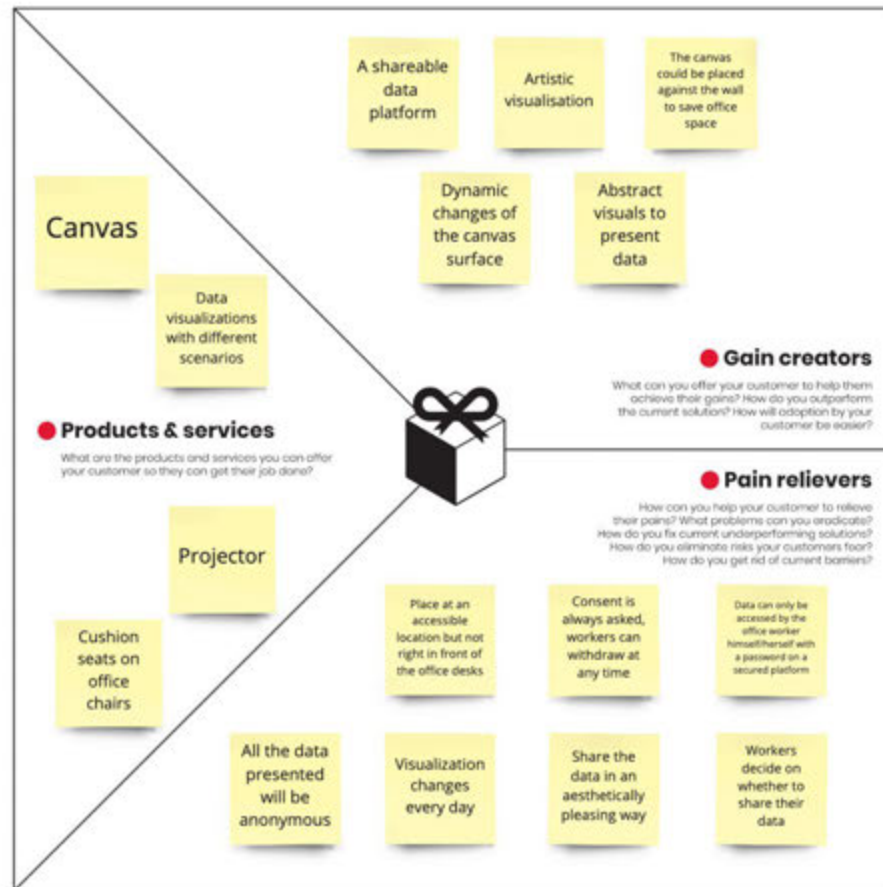 A shareable
data
platform
Artistic
visualisation
The canvas
could be placed
against the wall
to save office
space
Dynamic
changes of
the canvas
surface
Abstract
visuals to
present
data
Canvas
Data
visualizations
with different
scenarios
Gain creators
What can you offer your customer to help them
achieve their gains? How do you outperform
the current solution? How will adoption by your
customer be easier?
Products & services
What are the products and services you can offer
your customer so they can get their job done?
Pain relievers
How can you help your customer to relieve
their pains? What problems can you eradicate?
How do you fix current underperforming solutions?
How do you eliminate risks your customers fear?
How do you get rid of current barriers?
Projector
Cushion
seats on
office
chairs
Place at an
accessible
location but not
right in front of
the office desks
Consent is
always asked,
workers can
withdraw at
any time
Data can only be
accessed by the
office worker
himself/herself with
a password on a
secured platform
All the data
presented
will be
anonymous
Visualization
changes
every day
Share the
data in an
aesthetically
pleasing way
Workers
decide on
whether to
share their
data